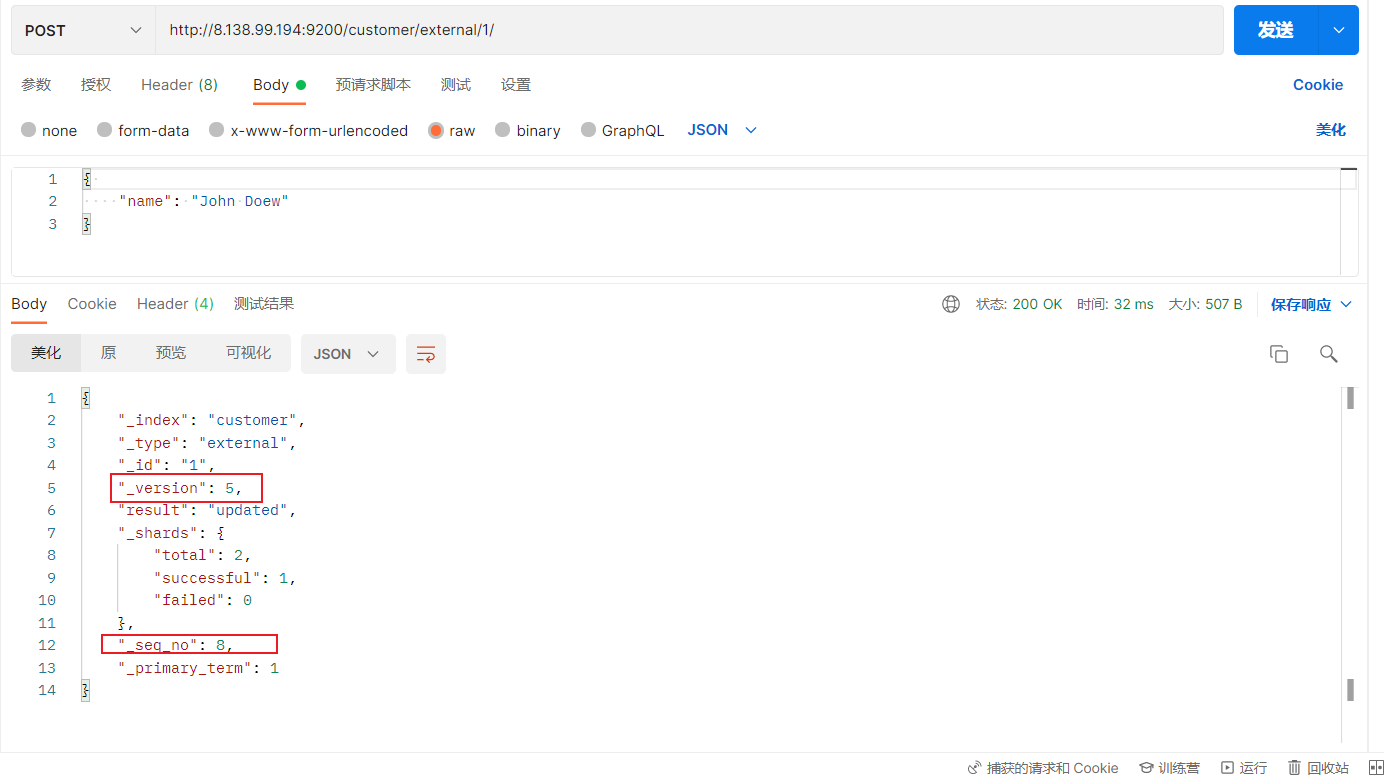 POST http://8.138.99.194:9200/customer/external/1/ 发送
参数 授权 Header (8) Body 预请求脚本 测试 设置 Cookie
none form-data x-www-form-urlencoded raw binary GraphQL JSON 美化
1 {
2 "name": "John Doew"
3 }
Body Cookie Header (4) 测试结果 状态: 200 OK 时间: 32 ms 大小: 507 B 保存响应
美化 原 预览 可视化 JSON
1 {
2 "_index": "customer",
3 "_type": "external",
4 "_id": "1",
5 "_version": 5,
6 "result": "updated",
7 "_shards": {
8 "total": 2,
9 "successful": 1,
10 "failed": 0
11 },
12 "_seq_no": 8,
13 "_primary_term": 1
14 }
捕获的请求和 Cookie 训练营 运行 回收站